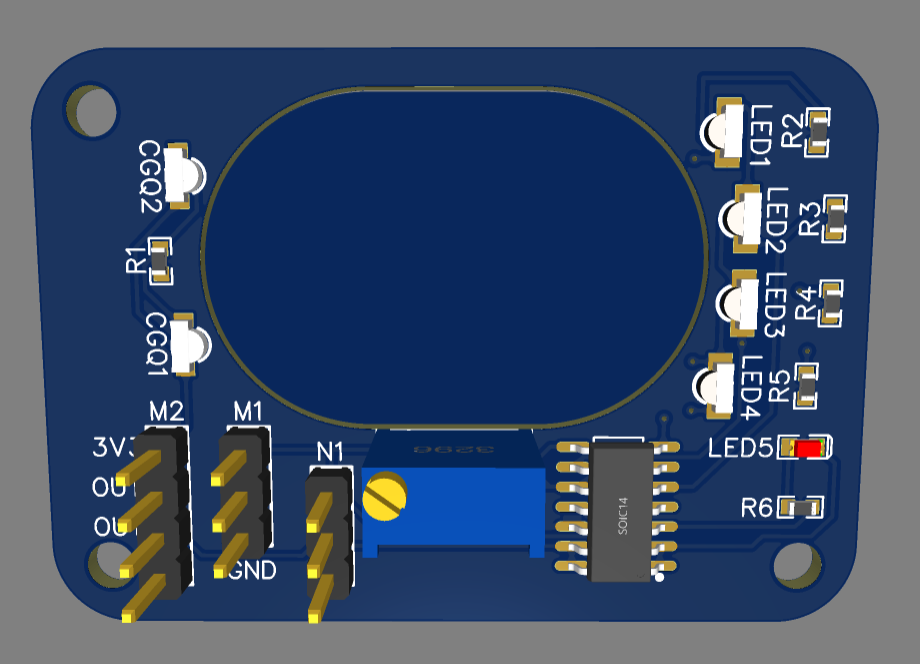 LED1
R2
CGQ2
LED2
R3
R1
LED3
R4
CGQ1
LED4
R5
M2
M1
3V3
N1
3296
LED5
OUT
SOIC14
R6
OU
GND